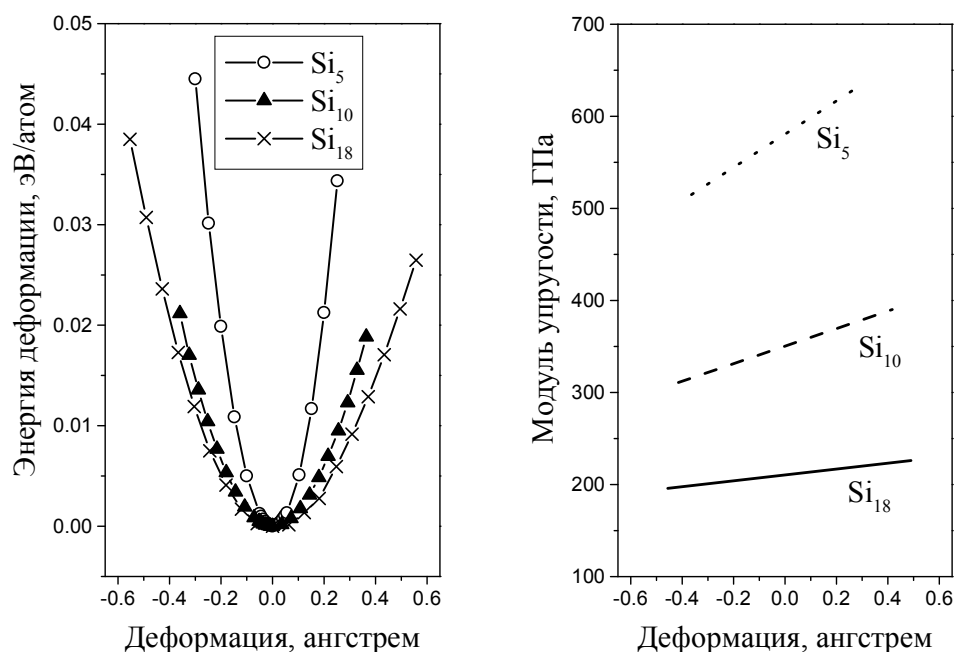 0.05
0.04
0.03
0.02
0.01
0.00
Энергия деформации, эВ/атом
Si5
Si10
Si18
-0.6 -0.4 -0.2 0.0 0.2 0.4 0.6
Деформация, ангстрем
700
600
500
400
300
200
100
Модуль упругости, ГПа
Si5
Si10
Si18
-0.6 -0.4 -0.2 0.0 0.2 0.4 0.6
Деформация, ангстрем